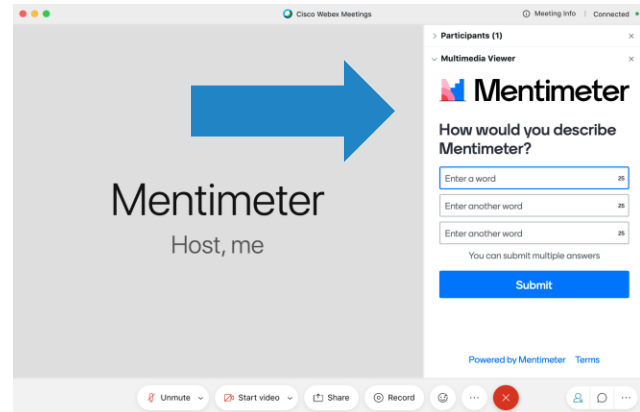 Cisco Webex Meetings
Meeting Info
Connected
Participants (1)
Multimedia Viewer
Mentimeter
How would you describe
Mentimeter?
Enter a word 25
Enter another word 25
Enter another word 25
You can submit multiple answers
Submit
Powered by Mentimeter Terms
Mentimeter
Host, me
Unmute
Start video
Share
Record